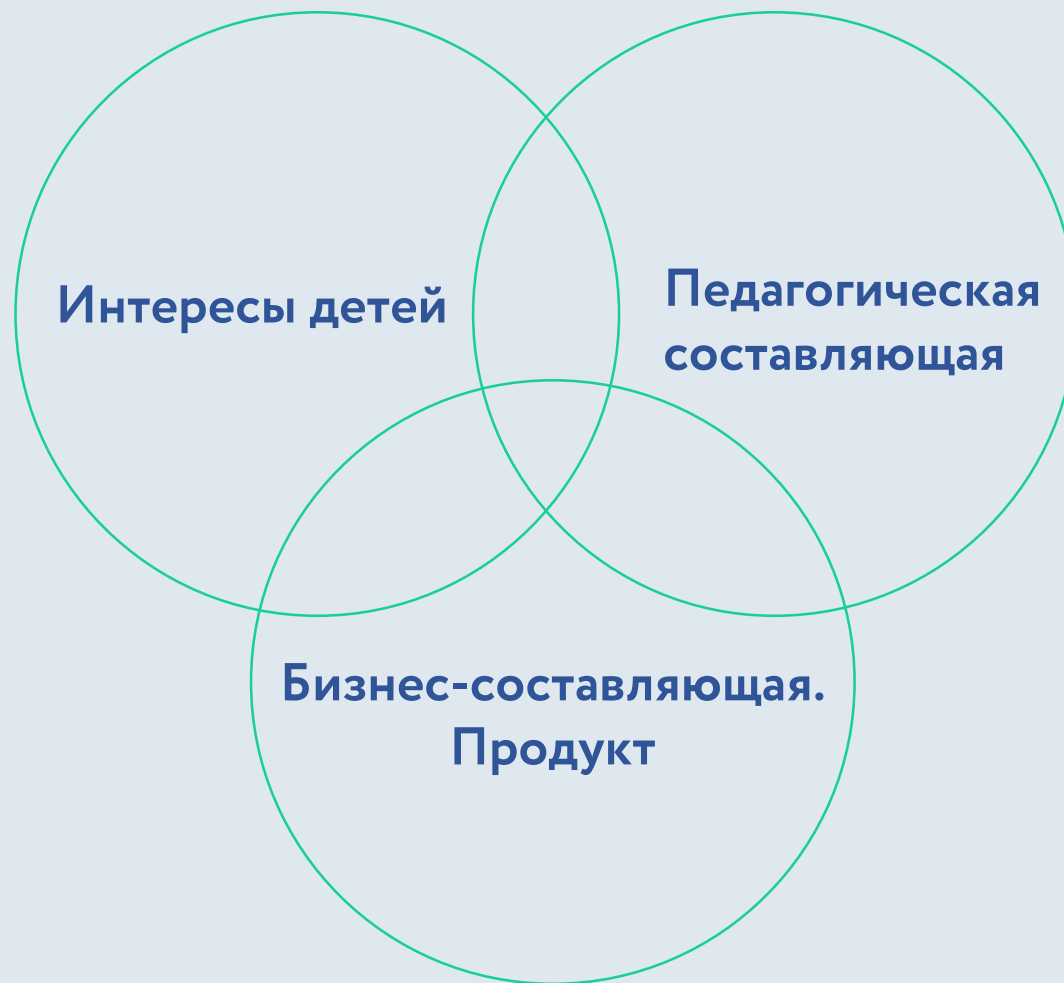 Интересы детей
Педагогическая
составляющая
Бизнес-составляющая.
Продукт